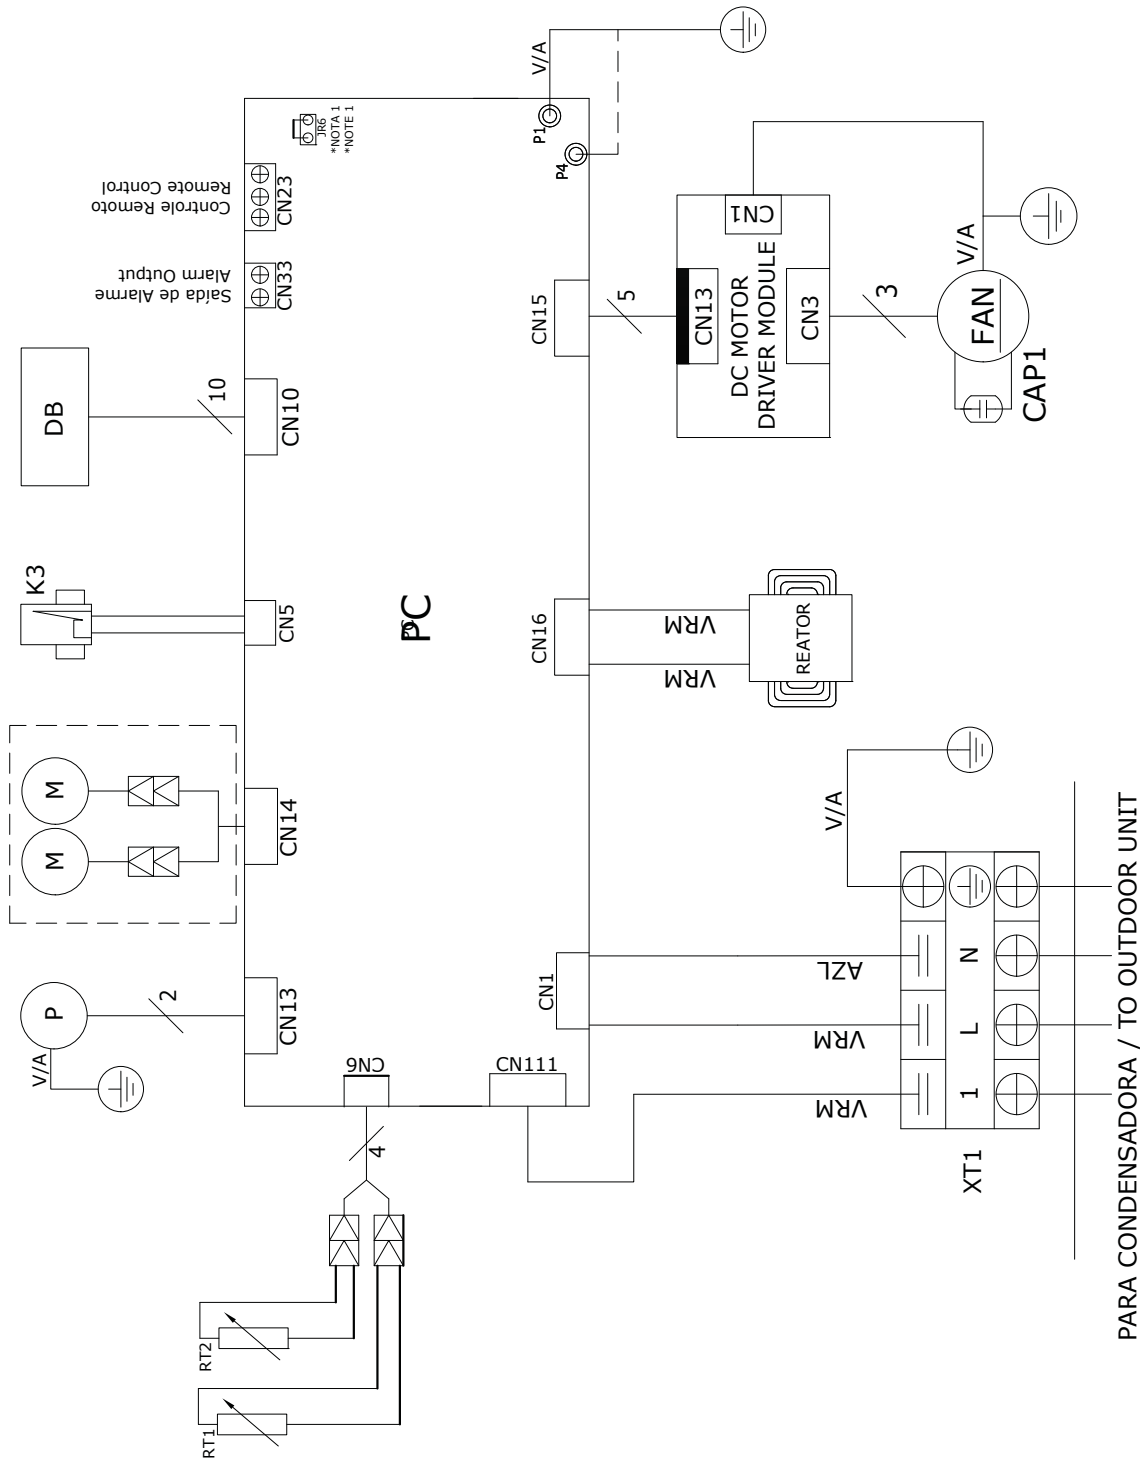 V/A
P1
P4
JR6
*NOTA 1
*NOTE 1
Controle Remoto
Remote Control
CN23
Saída de Alarme
Alarm Output
CN33
DB
10
CN10
K3
CN5
M
M
CN14
P
2
V/A
CN13
CN6
4
RT2
RT1
CN111
PC
CN15
5
CN13
CN1
DC MOTOR
DRIVER MODULE
CN3
3
V/A
FAN
CAP1
CN16
VRM
VRM
REATOR
CN1
AZL
VRM
VRM
V/A
1
L
N
XT1
PARA CONDENSADORA / TO OUTDOOR UNIT